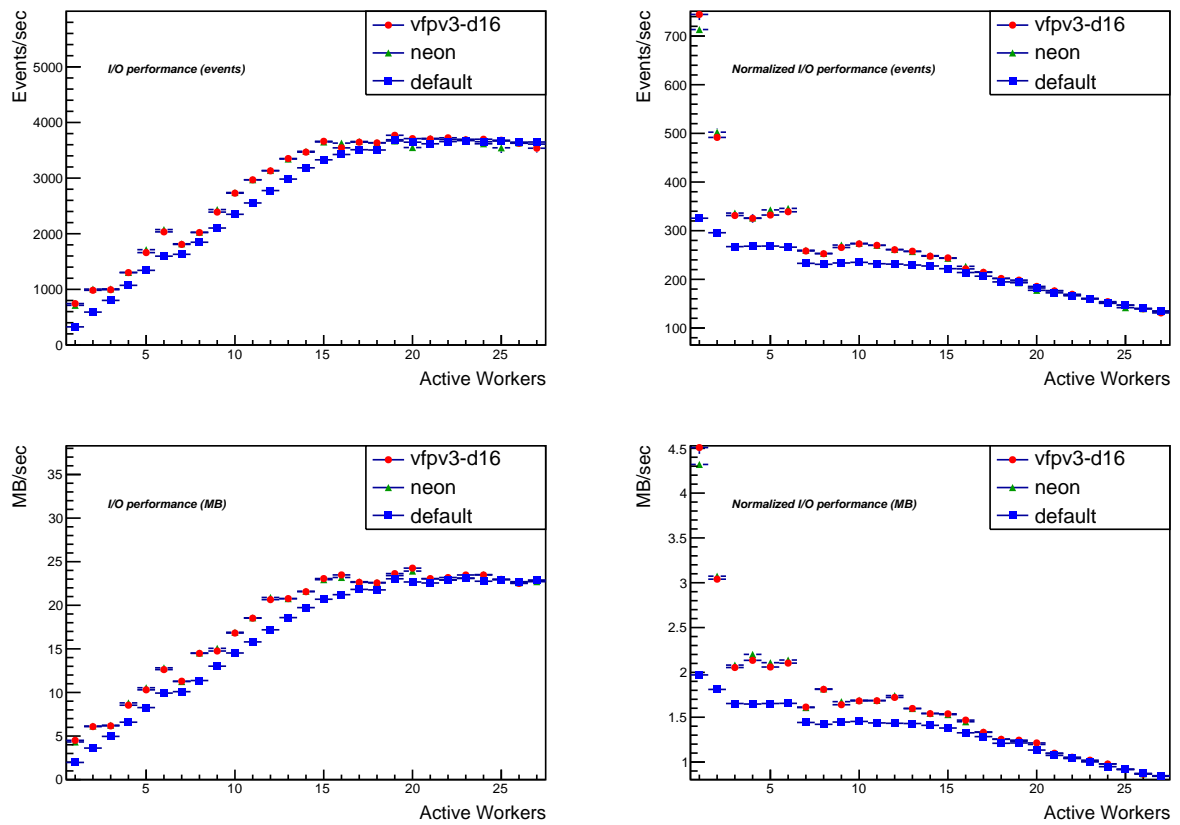 Events/sec
5000
4000
3000
2000
1000
0
I/O performance (events)
vfpv3-d16
neon
default
5 10 15 20 25
Active Workers
Events/sec
700
600
500
400
300
200
100
Normalized I/O performance (events)
vfpv3-d16
neon
default
5 10 15 20 25
Active Workers
MB/sec
35
30
25
20
15
10
5
0
I/O performance (MB)
vfpv3-d16
neon
default
5 10 15 20 25
Active Workers
MB/sec
4.5
4
3.5
3
2.5
2
1.5
1
Normalized I/O performance (MB)
vfpv3-d16
neon
default
5 10 15 20 25
Active Workers